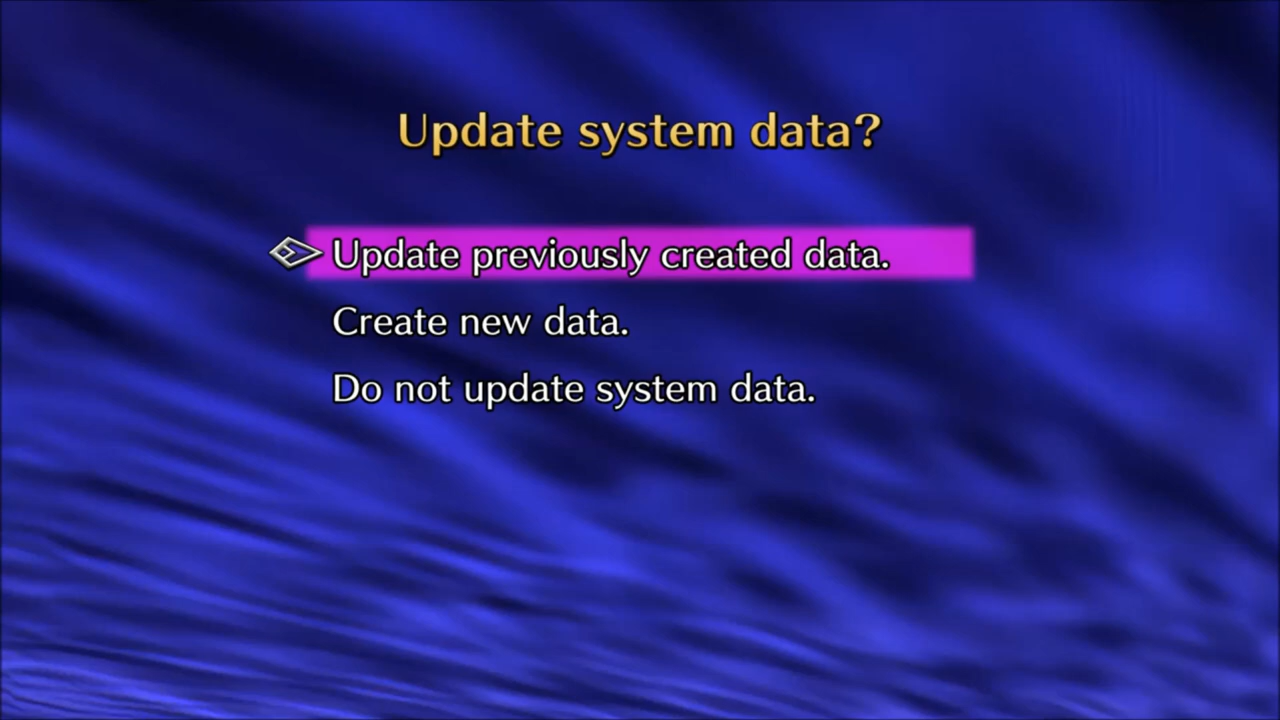 Update system data?
Update previously created data.
Create new data.
Do not update system data.